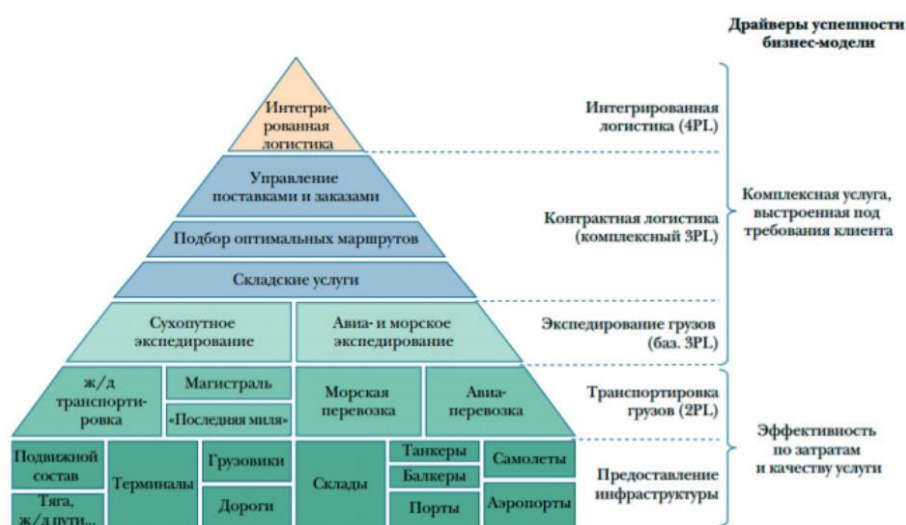 Драйверы успешности
бизнес-модели
Интегри-
рованная
логистика
Интегрированная
логистика (4PL)
Управление
поставками и заказами
Подбор оптимальных маршрутов
Складские услуги
Контрактная логистика
(комплексный 3PL)
Комплексная услуга,
выстроенная под
требования клиента
Сухопутное
экспедирование
Авиа- и морское
экспедирование
Экспедирование грузов
(баз. 3PL)
ж/д
транспорти-
ровка
Магистраль
«Последняя миля»
Морская
перевозка
Авиа-
перевозка
Транспортировка
грузов (2PL)
Подвижной
состав
Тяга,
ж/д пути...
Терминалы
Грузовики
Дороги
Склады
Танкеры
Балкеры
Порты
Самолеты
Аэропорты
Предоставление
инфраструктуры
Эффективность
по затратам
и качеству услуги